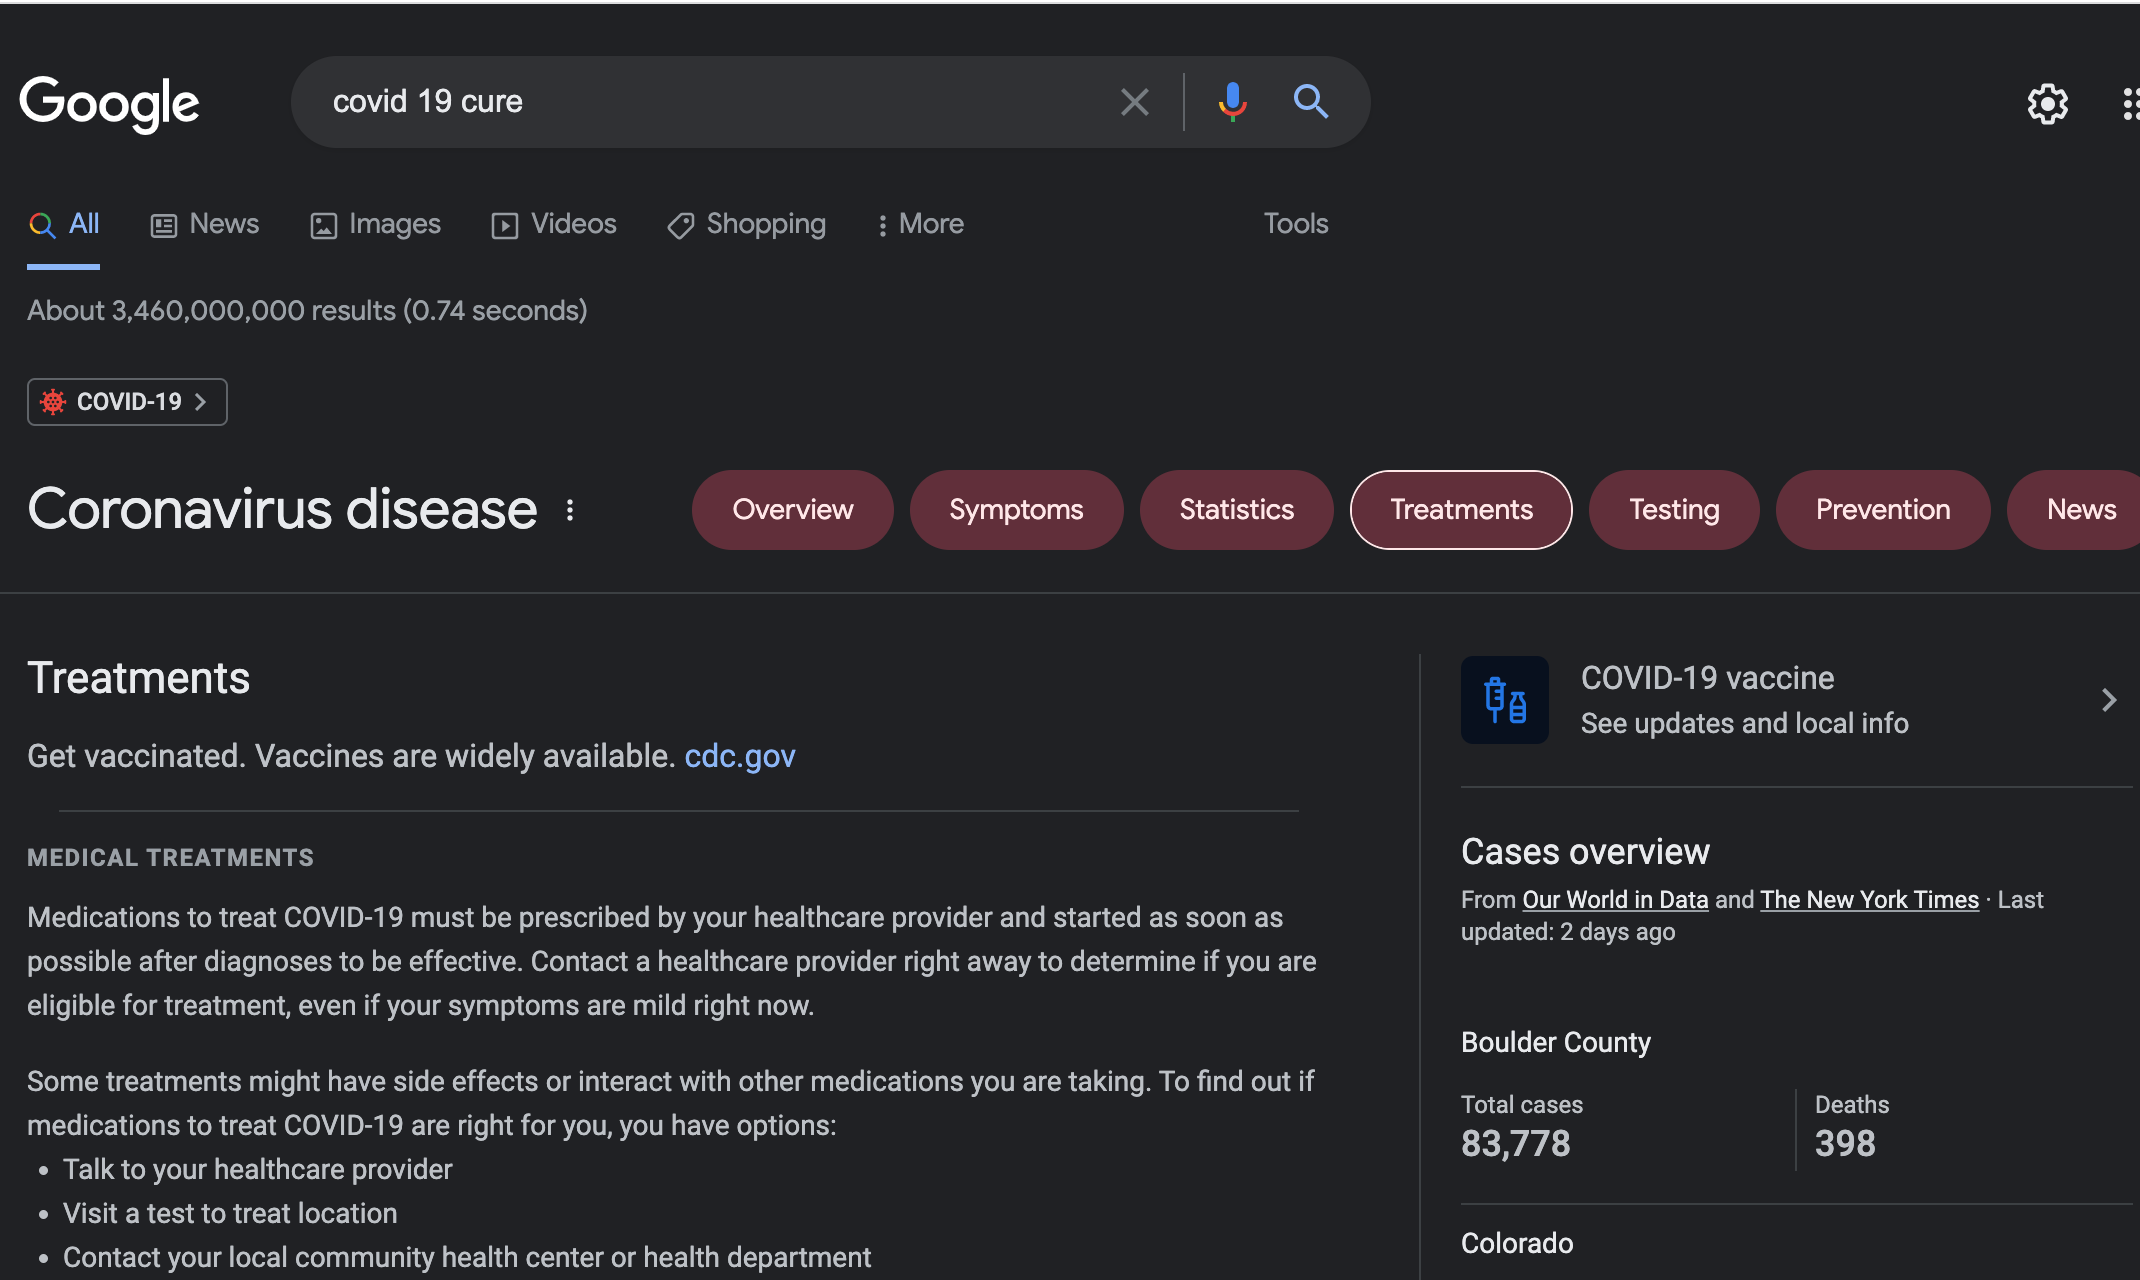 Google
covid 19 cure
All
News
Images
Videos
Shopping
More
Tools
About 3,460,000,000 results (0.74 seconds)
COVID-19
Coronavirus disease
Overview
Symptoms
Statistics
Treatments
Testing
Prevention
News
Treatments
Get vaccinated. Vaccines are widely available. cdc.gov
MEDICAL TREATMENTS
Medications to treat COVID-19 must be prescribed by your healthcare provider and started as soon as
possible after diagnoses to be effective. Contact a healthcare provider right away to determine if you are
eligible for treatment, even if your symptoms are mild right now.
Some treatments might have side effects or interact with other medications you are taking. To find out if
medications to treat COVID-19 are right for you, you have options:
• Talk to your healthcare provider
• Visit a test to treat location
• Contact your local community health center or health department
COVID-19 vaccine
See updates and local info
Cases overview
From Our World in Data and The New York Times · Last
updated: 2 days ago
Boulder County
Total cases
83,778
Deaths
398
Colorado